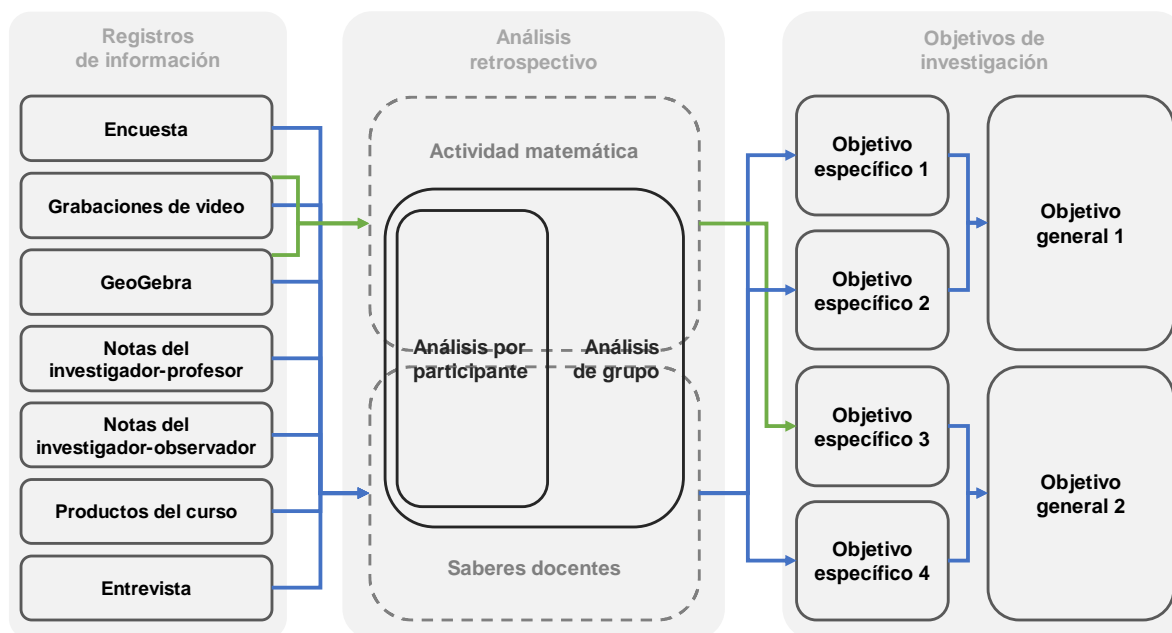 Registros
de información
Encuesta
Grabaciones de video
GeoGebra
Notas del
investigador-profesor
Notas del
investigador-observador
Productos del curso
Entrevista
Análisis
retrospectivo
Actividad matemática
Análisis por
participante
Análisis
de grupo
Saberes docentes
Objetivos de
investigación
Objetivo
específico 1
Objetivo
específico 2
Objetivo
específico 3
Objetivo
específico 4
Objetivo
general 1
Objetivo
general 2